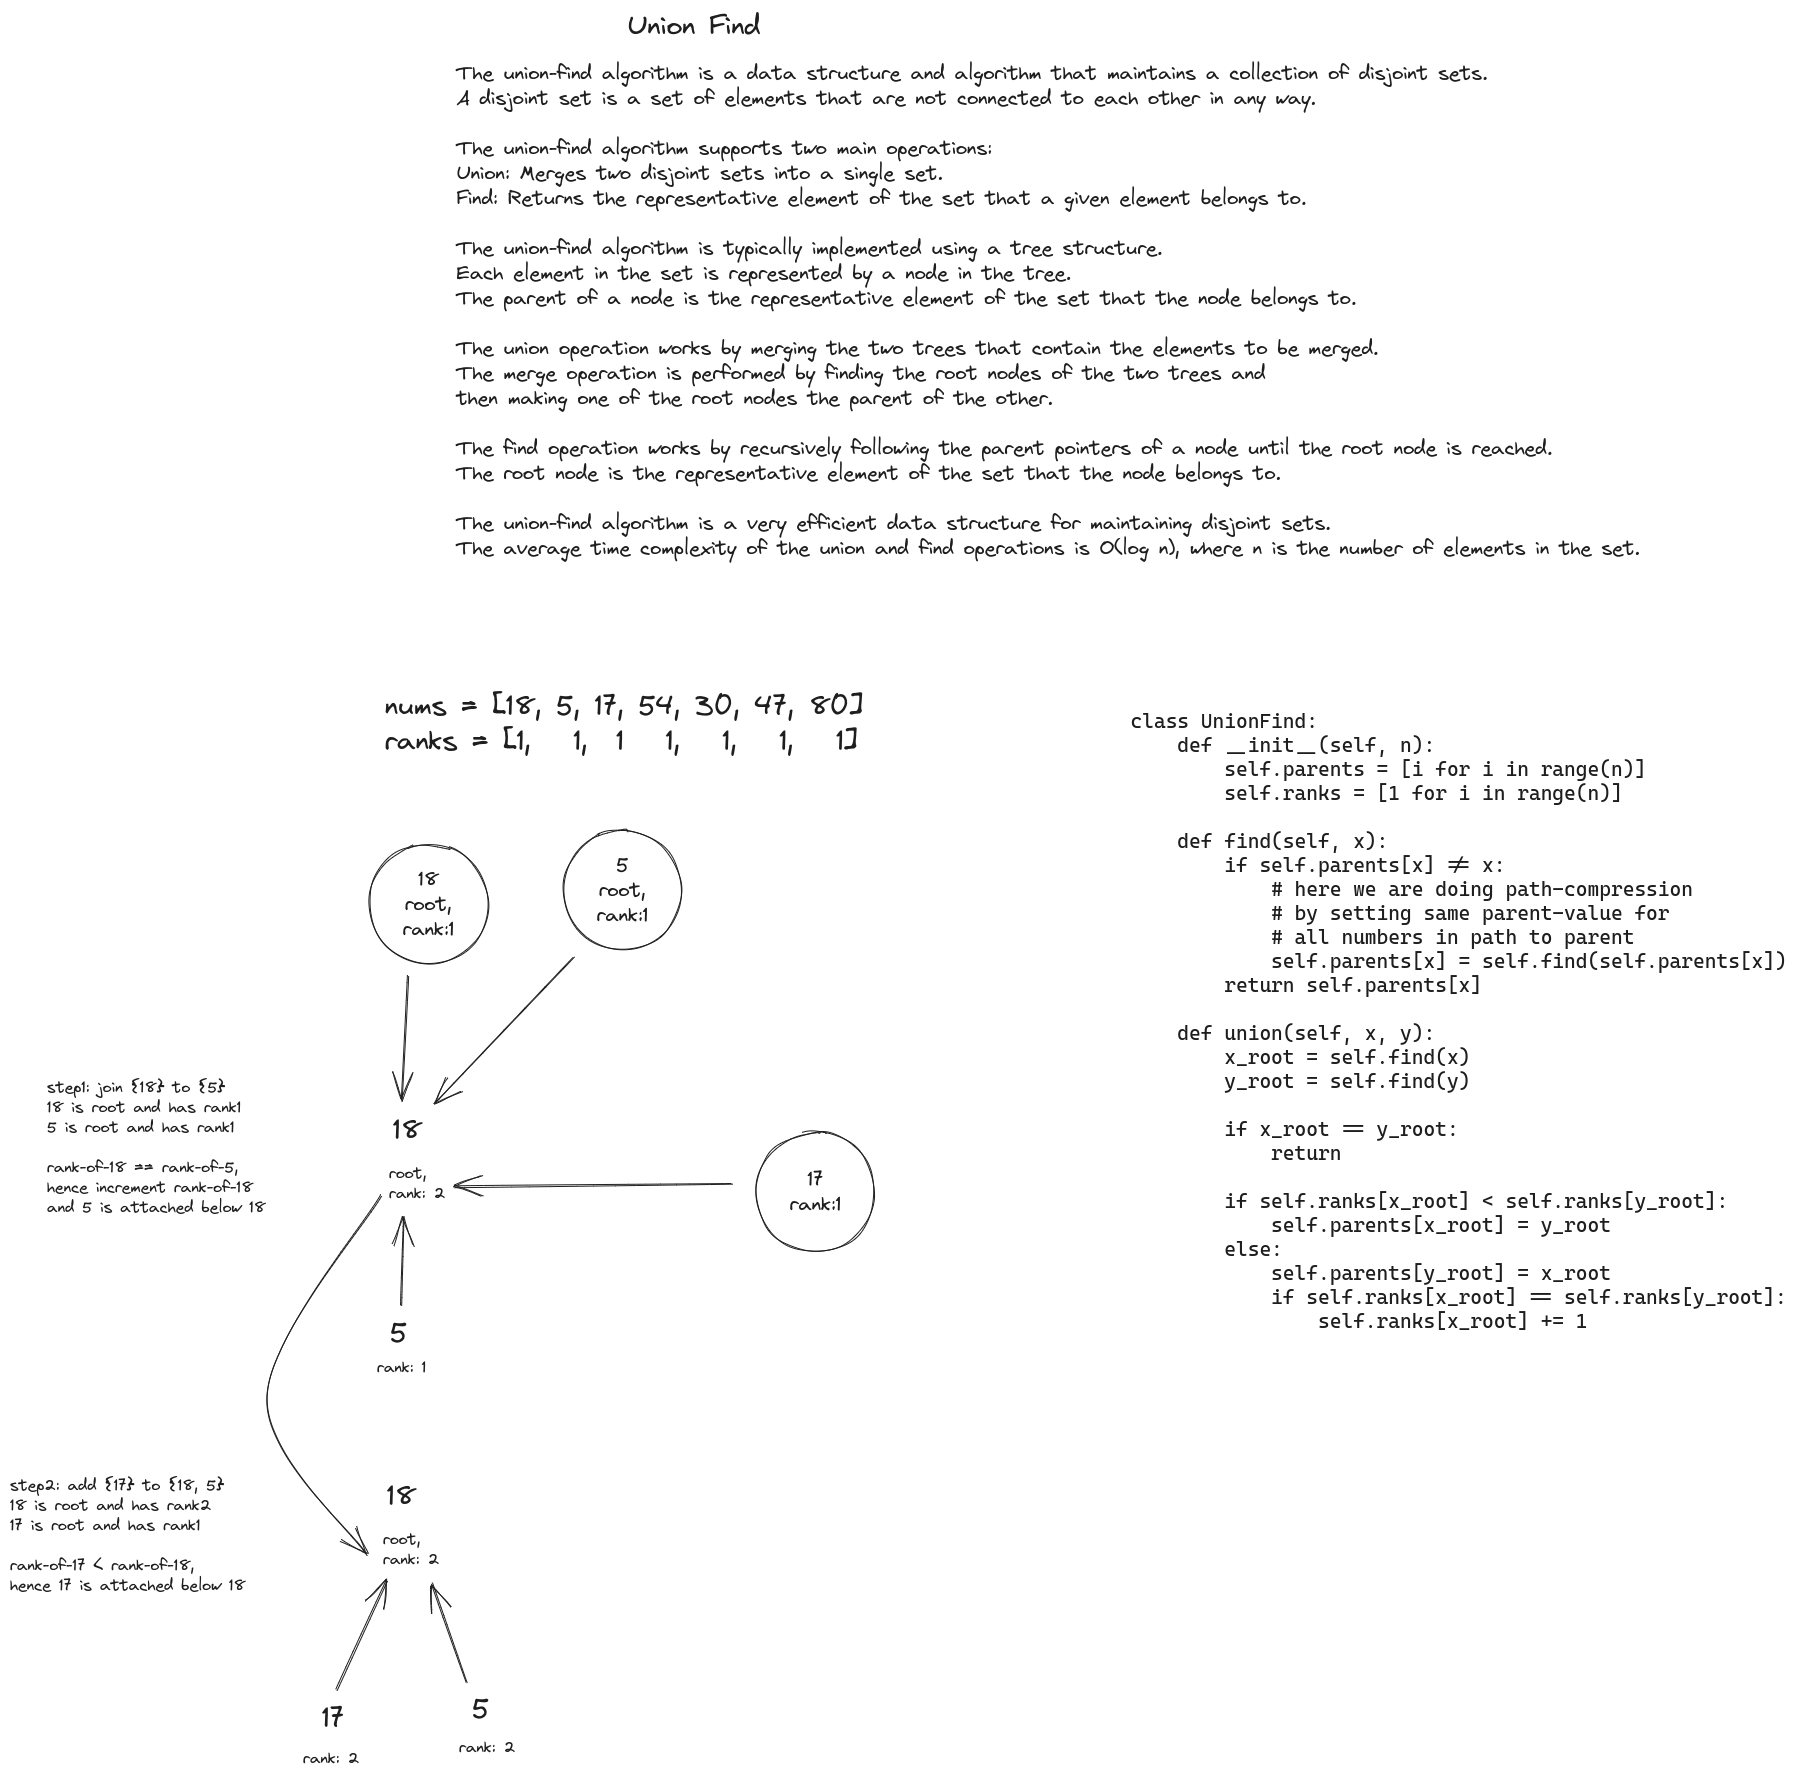 Union Find
The union-find algorithm is a data structure and algorithm that maintains a collection of disjoint sets.
A disjoint set is a set of elements that are not connected to each other in any way.
The union-find algorithm supports two main operations:
Union: Merges two disjoint sets into a single set.
Find: Returns the representative element of the set that a given element belongs to.
The union-find algorithm is typically implemented using a tree structure.
Each element in the set is represented by a node in the tree.
The parent of a node is the representative element of the set that the node belongs to.
The union operation works by merging the two trees that contain the elements to be merged.
The merge operation is performed by finding the root nodes of the two trees and
then making one of the root nodes the parent of the other.
The find operation works by recursively following the parent pointers of a node until the root node is reached.
The root node is the representative element of the set that the node belongs to.
The union-find algorithm is a very efficient data structure for maintaining disjoint sets.
The average time complexity of the union and find operations is O(log n), where n is the number of elements in the set.
nums = [18, 5, 17, 54, 30, 47, 80]
ranks = [1, 1, 1 1, 1, 1, 1]
18
root,
rank:1
5
root,
rank:1
step1: join {18} to {5}
18 is root and has rank1
5 is root and has rank1
rank-of-18 == rank-of-5,
hence increment rank-of-18
and 5 is attached below 18
18
root,
rank: 2
17
rank:1
5
rank: 1
step2: add {17} to {18, 5}
18 is root and has rank2
17 is root and has rank1
rank-of-17 < rank-of-18,
hence 17 is attached below 18
18
root,
rank: 2
17
rank: 2
5
rank: 2
class UnionFind:
    def __init__(self, n):
        self.parents = [i for i in range(n)]
        self.ranks = [1 for i in range(n)]
    def find(self, x):
        if self.parents[x] != x:
            # here we are doing path-compression
            # by setting same parent-value for
            # all numbers in path to parent
            self.parents[x] = self.find(self.parents[x])
        return self.parents[x]
    def union(self, x, y):
        x_root = self.find(x)
        y_root = self.find(y)
        if x_root == y_root:
            return
        if self.ranks[x_root] < self.ranks[y_root]:
            self.parents[x_root] = y_root
        else:
            self.parents[y_root] = x_root
            if self.ranks[x_root] == self.ranks[y_root]:
                self.ranks[x_root] += 1